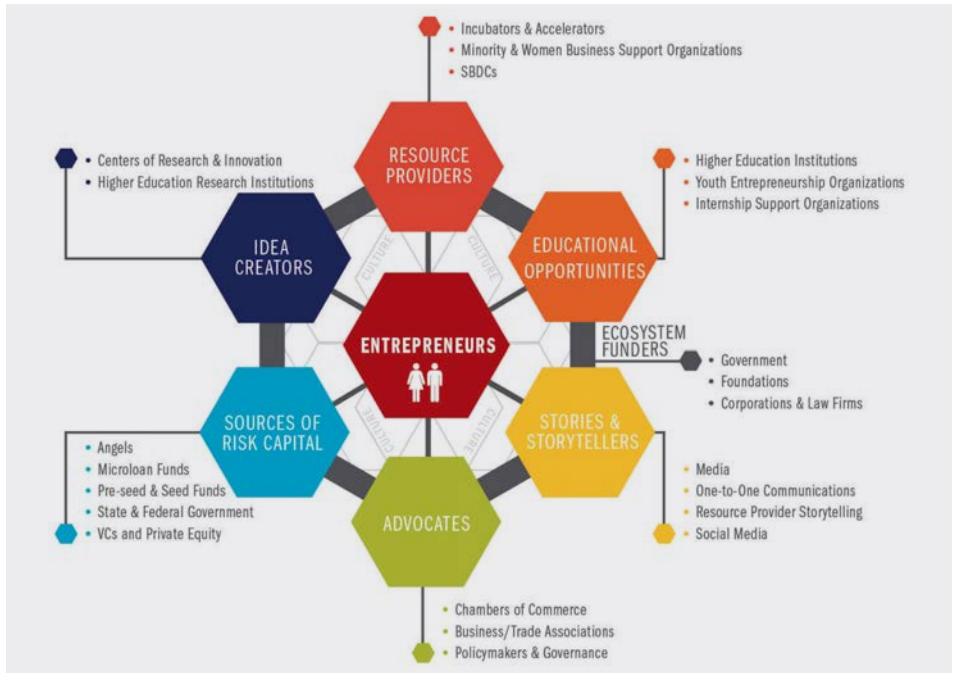 • Incubators & Accelerators
• Minority & Women Business Support Organizations
• SBDCs
RESOURCE
PROVIDERS
• Centers of Research & Innovation
• Higher Education Research Institutions
IDEA
CREATORS
• Higher Education Institutions
• Youth Entrepreneurship Organizations
• Internship Support Organizations
EDUCATIONAL
OPPORTUNITIES
CULTURE
CULTURE
ENTREPRENEURS
ECOSYSTEM
FUNDERS
• Government
• Foundations
• Corporations & Law Firms
CULTURE
CULTURE
SOURCES OF
RISK CAPITAL
• Angels
• Microloan Funds
• Pre-seed & Seed Funds
• State & Federal Government
• VCs and Private Equity
STORIES &
STORYTELLERS
• Media
• One-to-One Communications
• Resource Provider Storytelling
• Social Media
ADVOCATES
• Chambers of Commerce
• Business/Trade Associations
• Policymakers & Governance